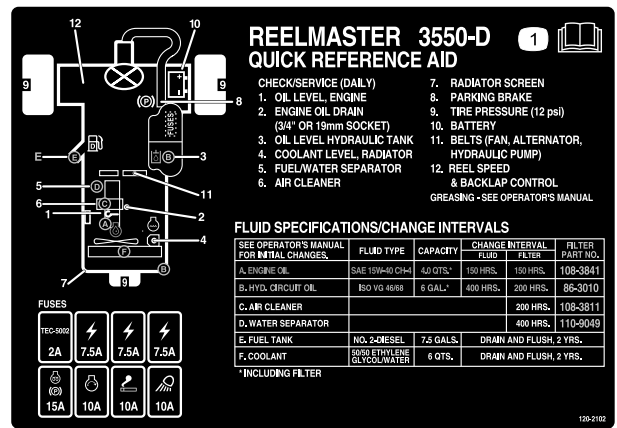 REELMASTER 3550-D
1
QUICK REFERENCE AID
CHECK/SERVICE (DAILY)
1. OIL LEVEL, ENGINE
2. ENGINE OIL DRAIN
(3/4" OR 19mm SOCKET)
3. OIL LEVEL HYDRAULIC TANK
4. COOLANT LEVEL, RADIATOR
5. FUEL/WATER SEPARATOR
6. AIR CLEANER
7. RADIATOR SCREEN
8. PARKING BRAKE
9. TIRE PRESSURE (12 psi)
10. BATTERY
11. BELTS (FAN, ALTERNATOR,
HYDRAULIC PUMP)
12. REEL SPEED
& BACKLAP CONTROL
GREASING - SEE OPERATOR'S MANUAL
12
10
9
9
(P)
8
FUSES
D
E
E
B
3
5
D
11
6
C
1
2
A
4
F
B
7
9
FLUID SPECIFICATIONS/CHANGE INTERVALS
SEE OPERATOR'S MANUAL FOR INITIAL CHANGES. FLUID TYPE CAPACITY CHANGE INTERVAL FILTER PART NO.
FLUID FILTER
A. ENGINE OIL SAE 15W-40 CH-4 4.0 QTS.* 150 HRS. 150 HRS. 108-3841
B. HYD. CIRCUIT OIL ISO VG 46/68 6 GAL.* 400 HRS. 200 HRS. 86-3010
C. AIR CLEANER 200 HRS. 108-3811
D. WATER SEPARATOR 400 HRS. 110-9049
E. FUEL TANK NO. 2-DIESEL 7.5 GALS. DRAIN AND FLUSH, 2 YRS.
F. COOLANT 50/50 ETHYLENE GLYCOL/WATER 6 QTS. DRAIN AND FLUSH, 2 YRS.
*INCLUDING FILTER
FUSES
TEC-5002
2A 7.5A 7.5A 7.5A
(P)
15A 10A 10A 10A
120-2102